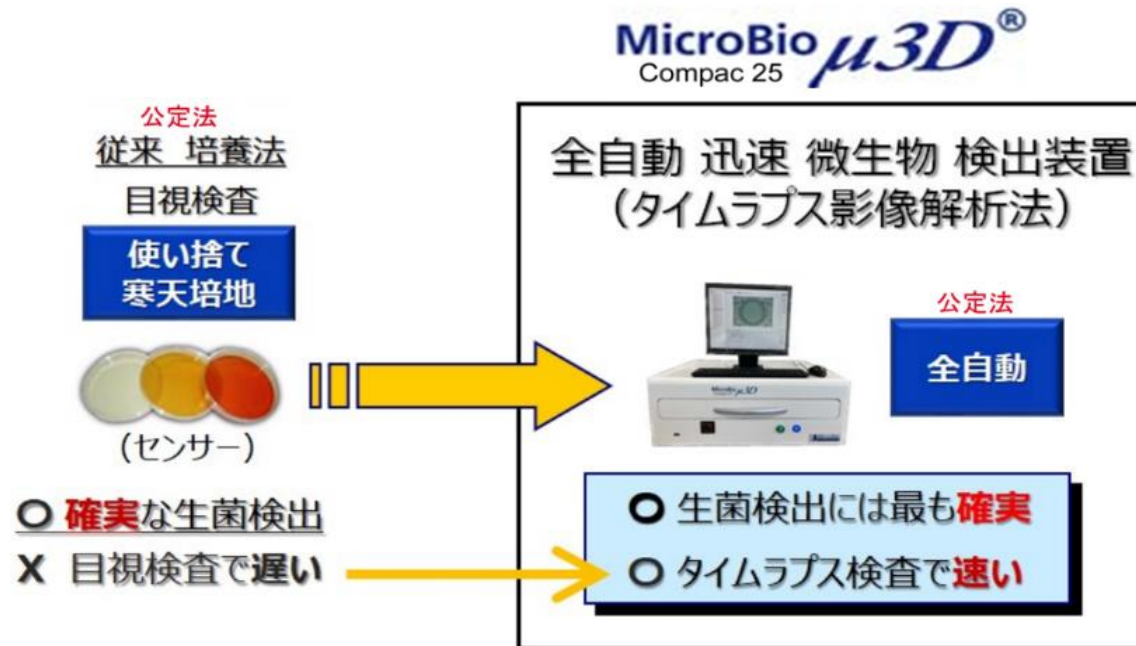 MicroBio μ3D®
Compac 25
公定法
従来 培養法
目視検査
使い捨て
寒天培地
(センサー)
〇 確実な生菌検出
X 目視検査で遅い
全自動 迅速 微生物 検出装置
(タイムラプス影像解析法)
MicroBio μ3D
公定法
全自動
〇 生菌検出には最も確実
〇 タイムラプス検査で速い